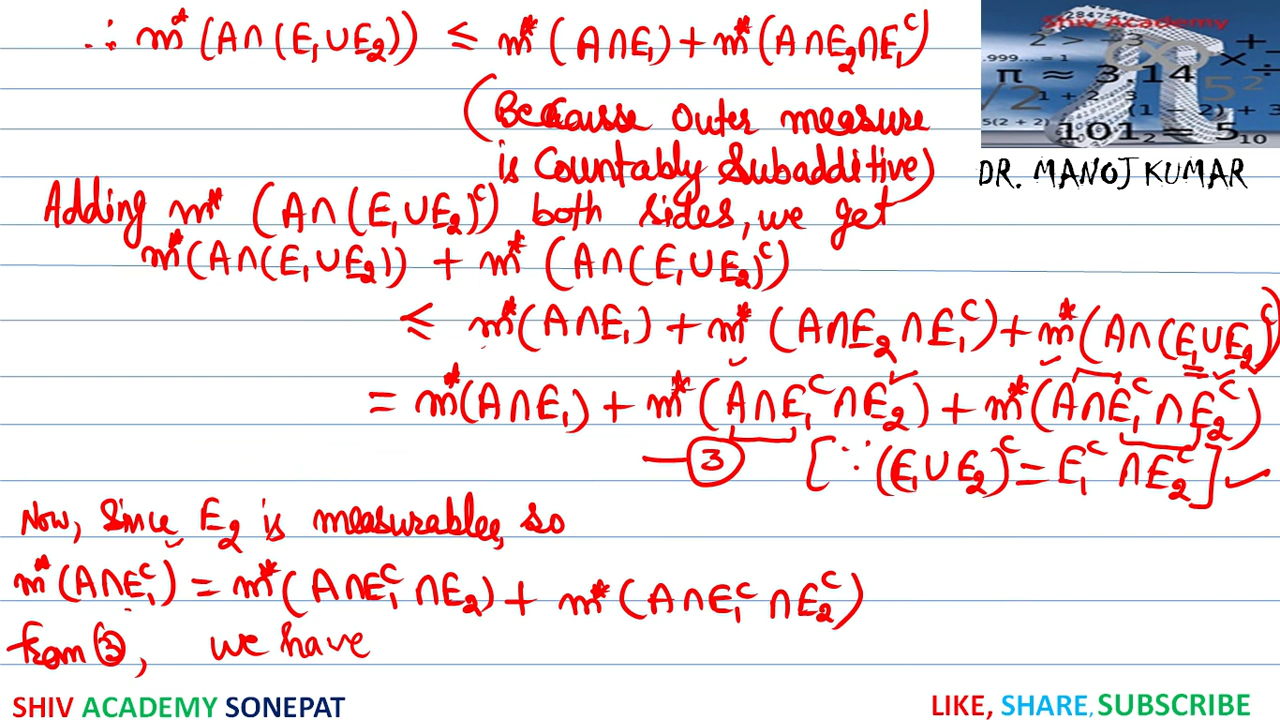 ∴ m*(A∩(E₁∪E₂)) ≤ m*(A∩E₁) + m*(A∩E₂∩E₁ᶜ)
(Because outer measure
is Countably Subadditive)
Adding m* (A∩(E₁∪E₂)ᶜ) both sides, we get
m*(A∩(E₁∪E₂)) + m* (A∩(E₁∪E₂)ᶜ)
≤ m*(A∩E₁) + m* (A∩E₂∩E₁ᶜ) + m*(A∩(E₁∪E₂)ᶜ)
= m*(A∩E₁) + m*(A∩E₁ᶜ∩E₂) + m*(A∩E₁ᶜ∩E₂ᶜ)
—③ [∵ (E₁∪E₂)ᶜ = E₁ᶜ ∩E₂ᶜ]
Now, Since E₂ is measurable, so
m*(A∩E₁ᶜ) = m*(A∩E₁ᶜ∩E₂) + m*(A∩E₁ᶜ∩E₂ᶜ)
from ③, we have
Shiv Academy
π ≈ 3.14
101₂ = 5₁₀
DR. MANOJ KUMAR
SHIV ACADEMY SONEPAT
LIKE, SHARE, SUBSCRIBE